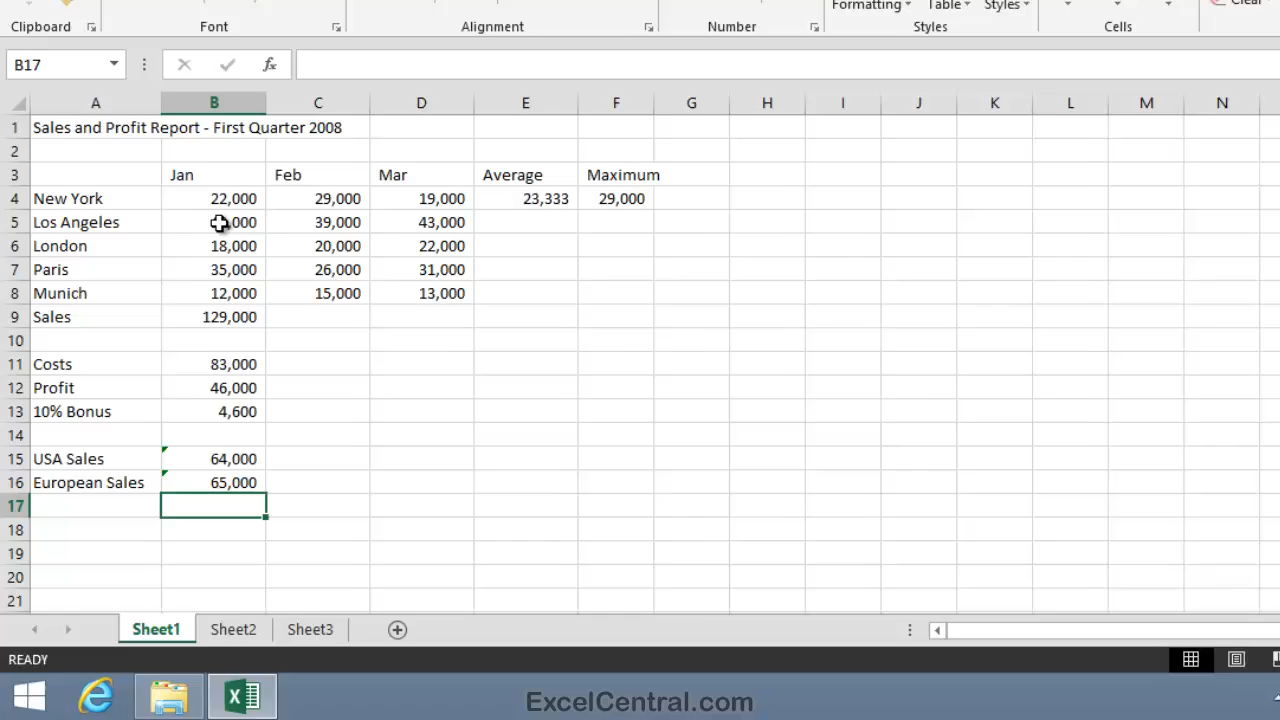 Formatting Table Styles Clear
Clipboard Font Alignment Number Styles Cells
B17 fx
A B C D E F G H I J K L M N
1 Sales and Profit Report - First Quarter 2008
2
3 Jan Feb Mar Average Maximum
4 New York 22,000 29,000 19,000 23,333 29,000
5 Los Angeles 39,000 43,000
6 London 18,000 20,000 22,000
7 Paris 35,000 26,000 31,000
8 Munich 12,000 15,000 13,000
9 Sales 129,000
10
11 Costs 83,000
12 Profit 46,000
13 10% Bonus 4,600
14
15 USA Sales 64,000
16 European Sales 65,000
17
18
19
20
21
Sheet1 Sheet2 Sheet3
READY
ExcelCentral.com